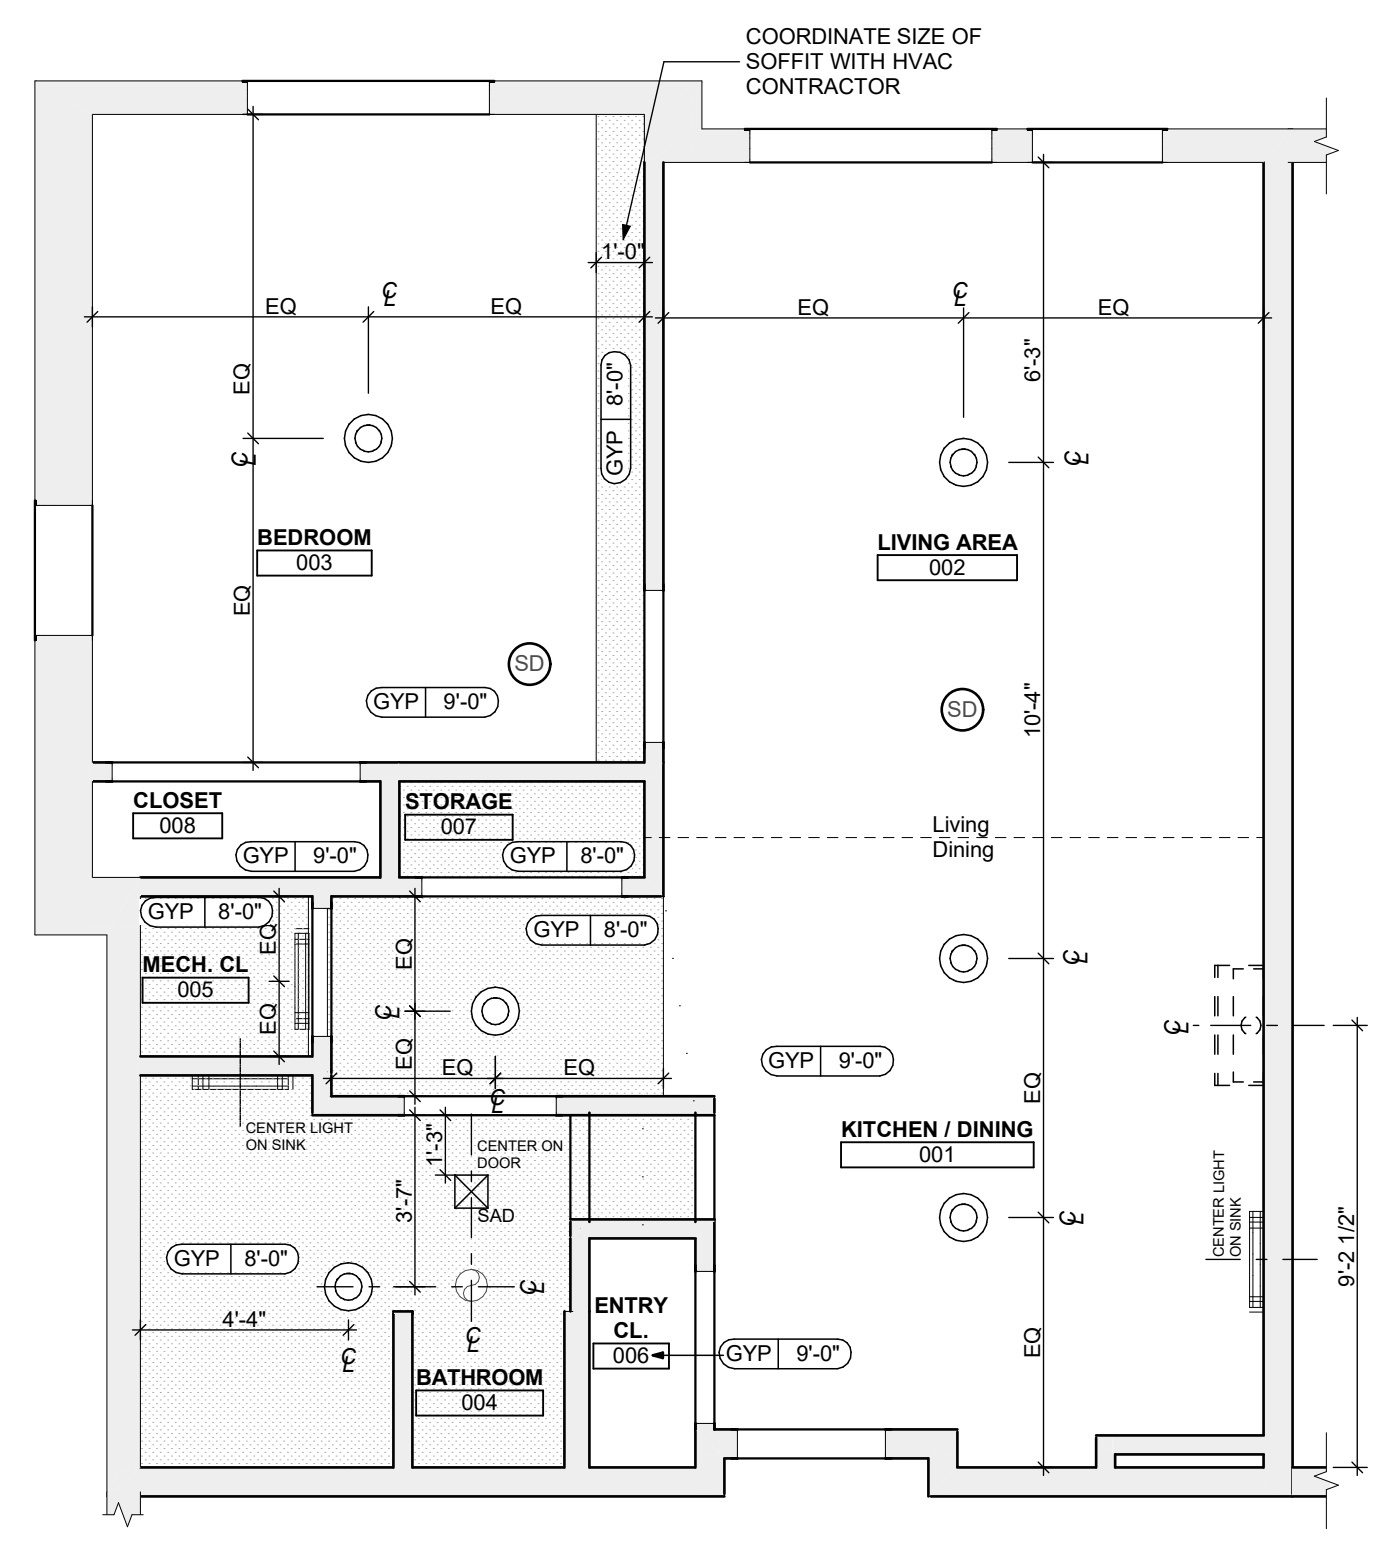 COORDINATE SIZE OF
SOFFIT WITH HVAC
CONTRACTOR
1'-0"
EQ
℄
EQ
EQ
℄
EQ
EQ
6'-3"
GYP 8'-0"
℄
℄
BEDROOM
003
LIVING AREA
002
EQ
SD
GYP 9'-0"
SD
10'-4"
CLOSET
008
GYP 9'-0"
STORAGE
007
GYP 8'-0"
Living
Dining
GYP 8'-0"
EQ
MECH. CL
005
EQ
GYP 8'-0"
EQ
℄
EQ
EQ
EQ
℄
℄
℄
GYP 9'-0"
EQ
KITCHEN / DINING
001
CENTER LIGHT
ON SINK
1'-3"
CENTER ON
DOOR
3'-7"
SAD
CENTER LIGHT
ON SINK
℄
9'-2 1/2"
GYP 8'-0"
℄
4'-4"
℄
℄
ENTRY
CL.
006
GYP 9'-0"
EQ
BATHROOM
004